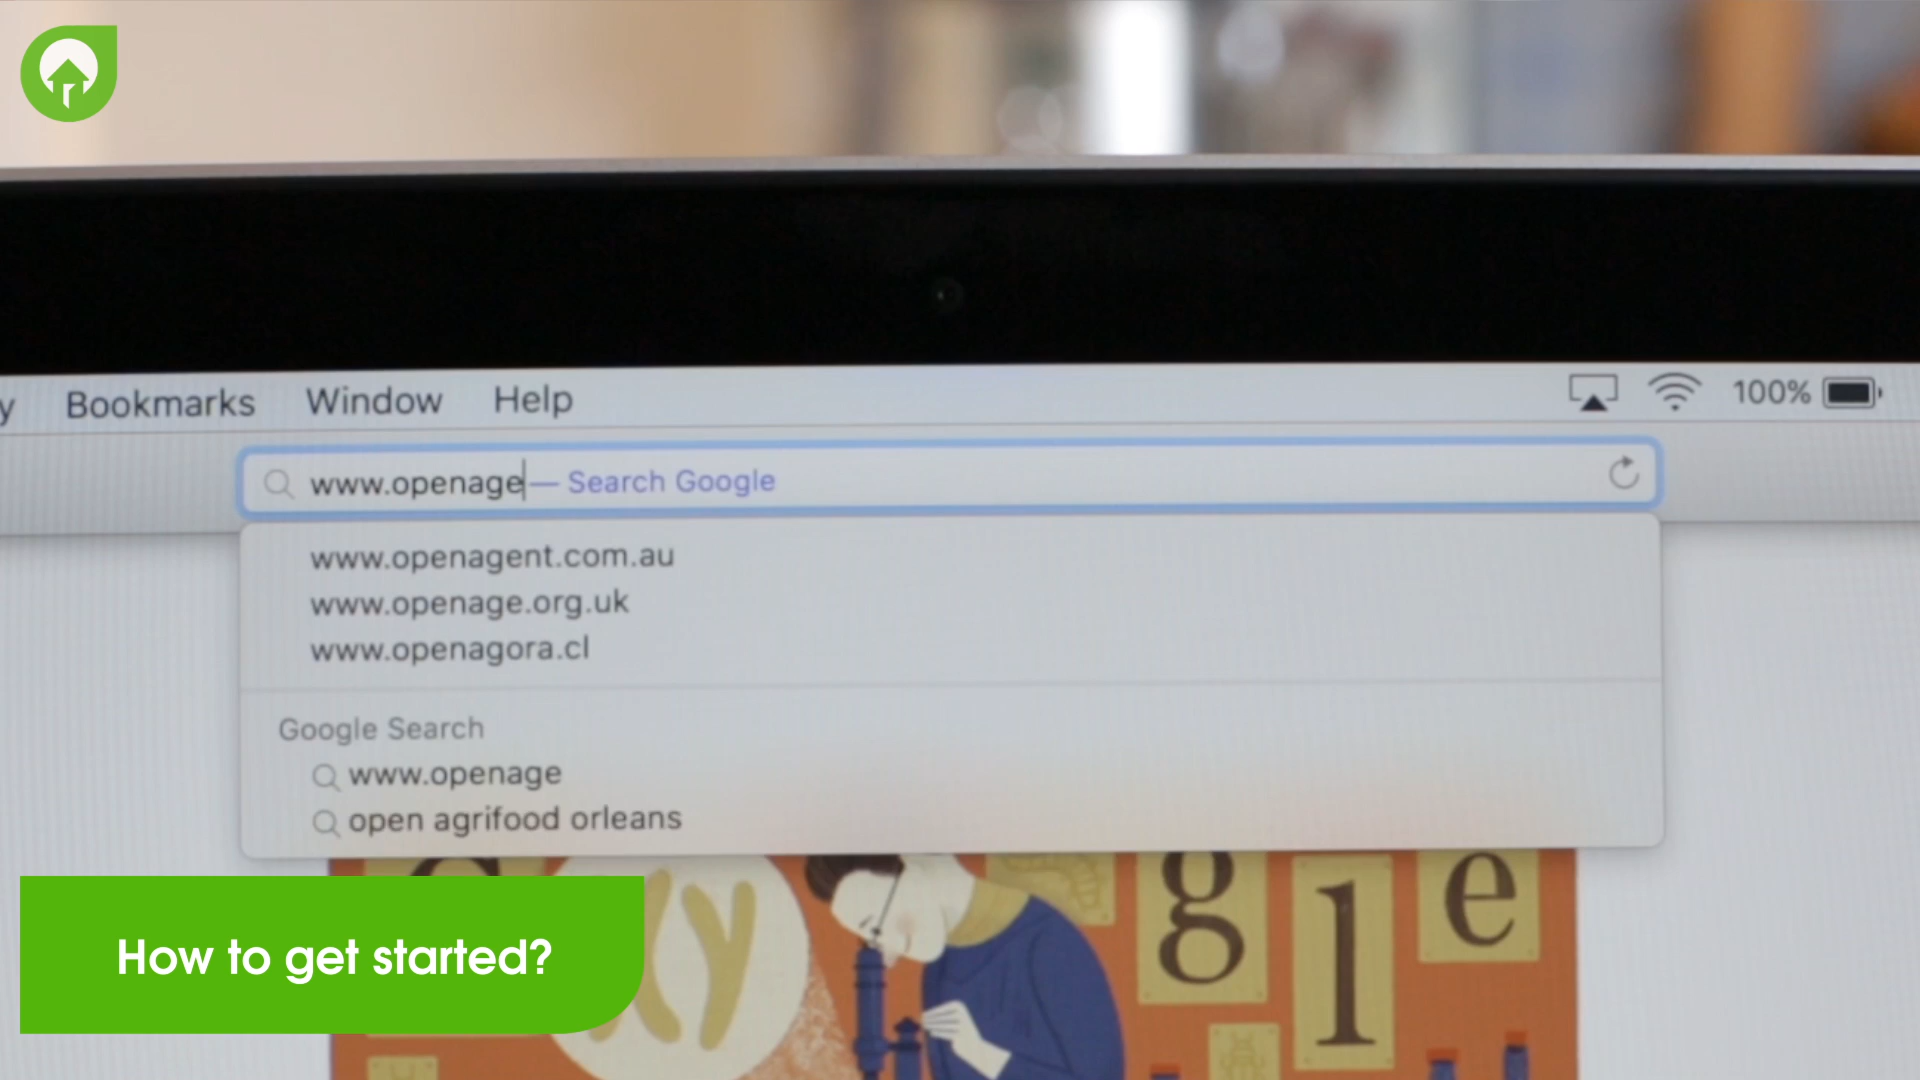 y Bookmarks Window Help 100%
www.openage — Search Google
www.openagent.com.au
www.openage.org.uk
www.openagora.cl
Google Search
www.openage
open agrifood orleans
g l e
xy
How to get started?